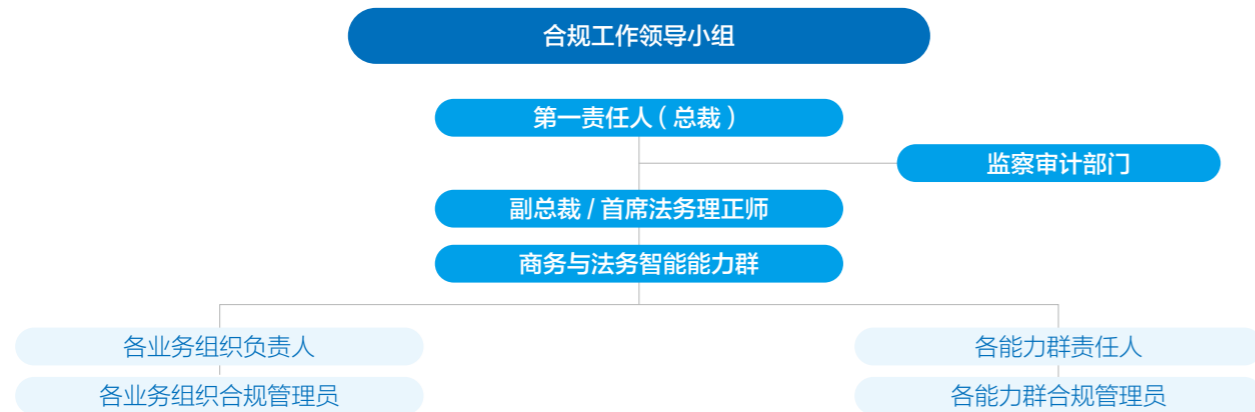 合规工作领导小组
第一责任人（总裁）
监察审计部门
副总裁 / 首席法务理正师
商务与法务智能能力群
各业务组织负责人
各能力群责任人
各业务组织合规管理员
各能力群合规管理员